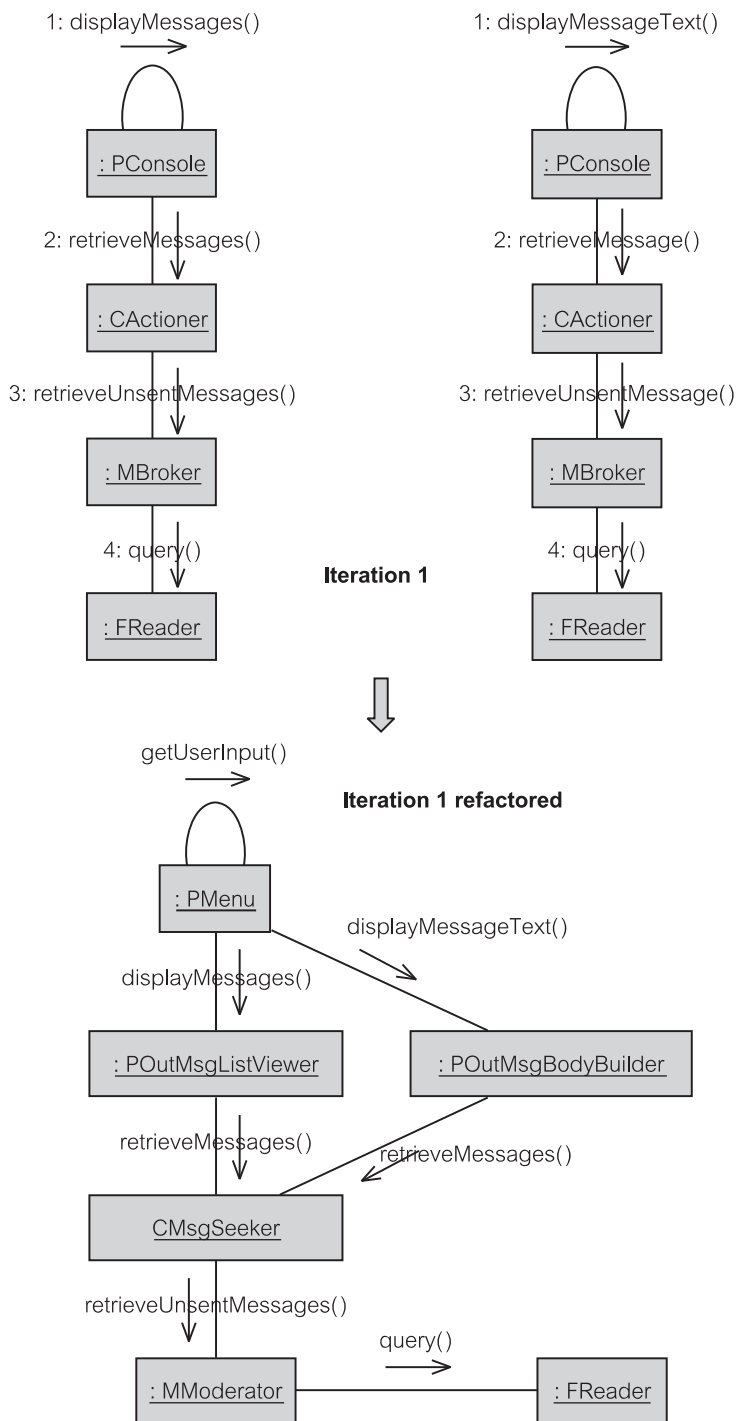 1: displayMessages()
: PConsole
2: retrieveMessages()
: CActioner
3: retrieveUnsentMessages()
: MBroker
4: query()
: FReader
1: displayMessageText()
: PConsole
2: retrieveMessage()
: CActioner
3: retrieveUnsentMessage()
: MBroker
4: query()
: FReader
Iteration 1
getUserInput()
Iteration 1 refactored
: PMenu
displayMessageText()
displayMessages()
: POutMsgListViewer
: POutMsgBodyBuilder
retrieveMessages()
retrieveMessages()
CMsgSeeker
retrieveUnsentMessages()
query()
: MModerator
: FReader